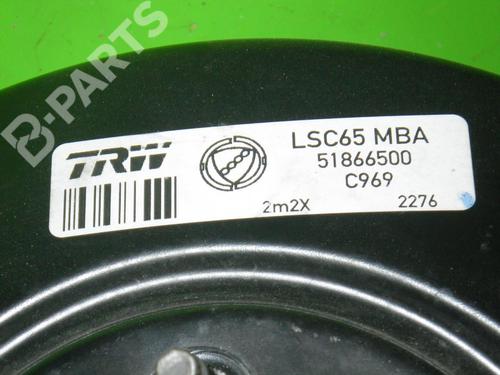 B-PARTS
TRW
LSC65 MBA
51866500
C969
2m2X 2276